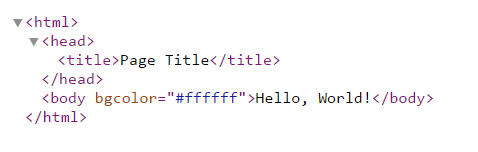 <html>
<head>
<title>Page Title</title>
</head>
<body bgcolor="#ffffff">Hello, World!</body>
</html>